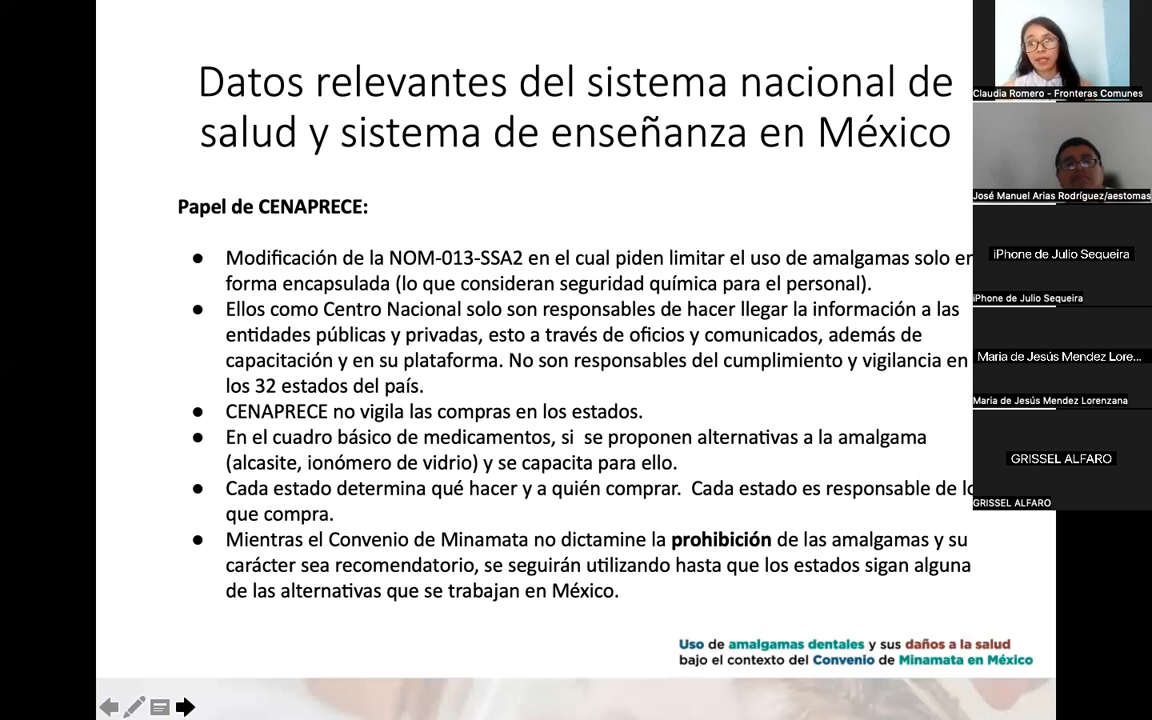 Datos relevantes del sistema nacional de
salud y sistema de enseñanza en México
Papel de CENAPRECE:
● Modificación de la NOM-013-SSA2 en el cual piden limitar el uso de amalgamas solo en
forma encapsulada (lo que consideran seguridad química para el personal).
● Ellos como Centro Nacional solo son responsables de hacer llegar la información a las
entidades públicas y privadas, esto a través de oficios y comunicados, además de
capacitación y en su plataforma. No son responsables del cumplimiento y vigilancia en
los 32 estados del país.
● CENAPRECE no vigila las compras en los estados.
● En el cuadro básico de medicamentos, si se proponen alternativas a la amalgama
(alcasite, ionómero de vidrio) y se capacita para ello.
● Cada estado determina qué hacer y a quién comprar. Cada estado es responsable de lo
que compra.
● Mientras el Convenio de Minamata no dictamine la prohibición de las amalgamas y su
carácter sea recomendatorio, se seguirán utilizando hasta que los estados sigan alguna
de las alternativas que se trabajan en México.
Uso de amalgamas dentales y sus daños a la salud
bajo el contexto del Convenio de Minamata en México
Claudia Romero - Fronteras Comunes
José Manuel Arias Rodríguez/aestomas
iPhone de Julio Sequeira
iPhone de Julio Sequeira
Maria de Jesús Mendez Lore...
Maria de Jesús Mendez Lorenzana
GRISSEL ALFARO
GRISSEL ALFARO